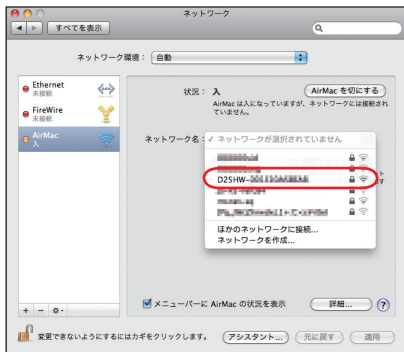 ネットワーク
すべてを表示
ネットワーク環境：自動
Ethernet
未接続
FireWire
未接続
AirMac
入
状況：入
AirMac を切にする
AirMac は入になっていますが、ネットワークには接続され
ていません。
ネットワーク名：✓ ネットワークが選択されていません
D25HW-
ほかのネットワークに接続...
ネットワークを作成...
メニューバーに AirMac の状況を表示
詳細...
?
変更できないようにするにはカギをクリックします。
アシスタント...
元に戻す
適用